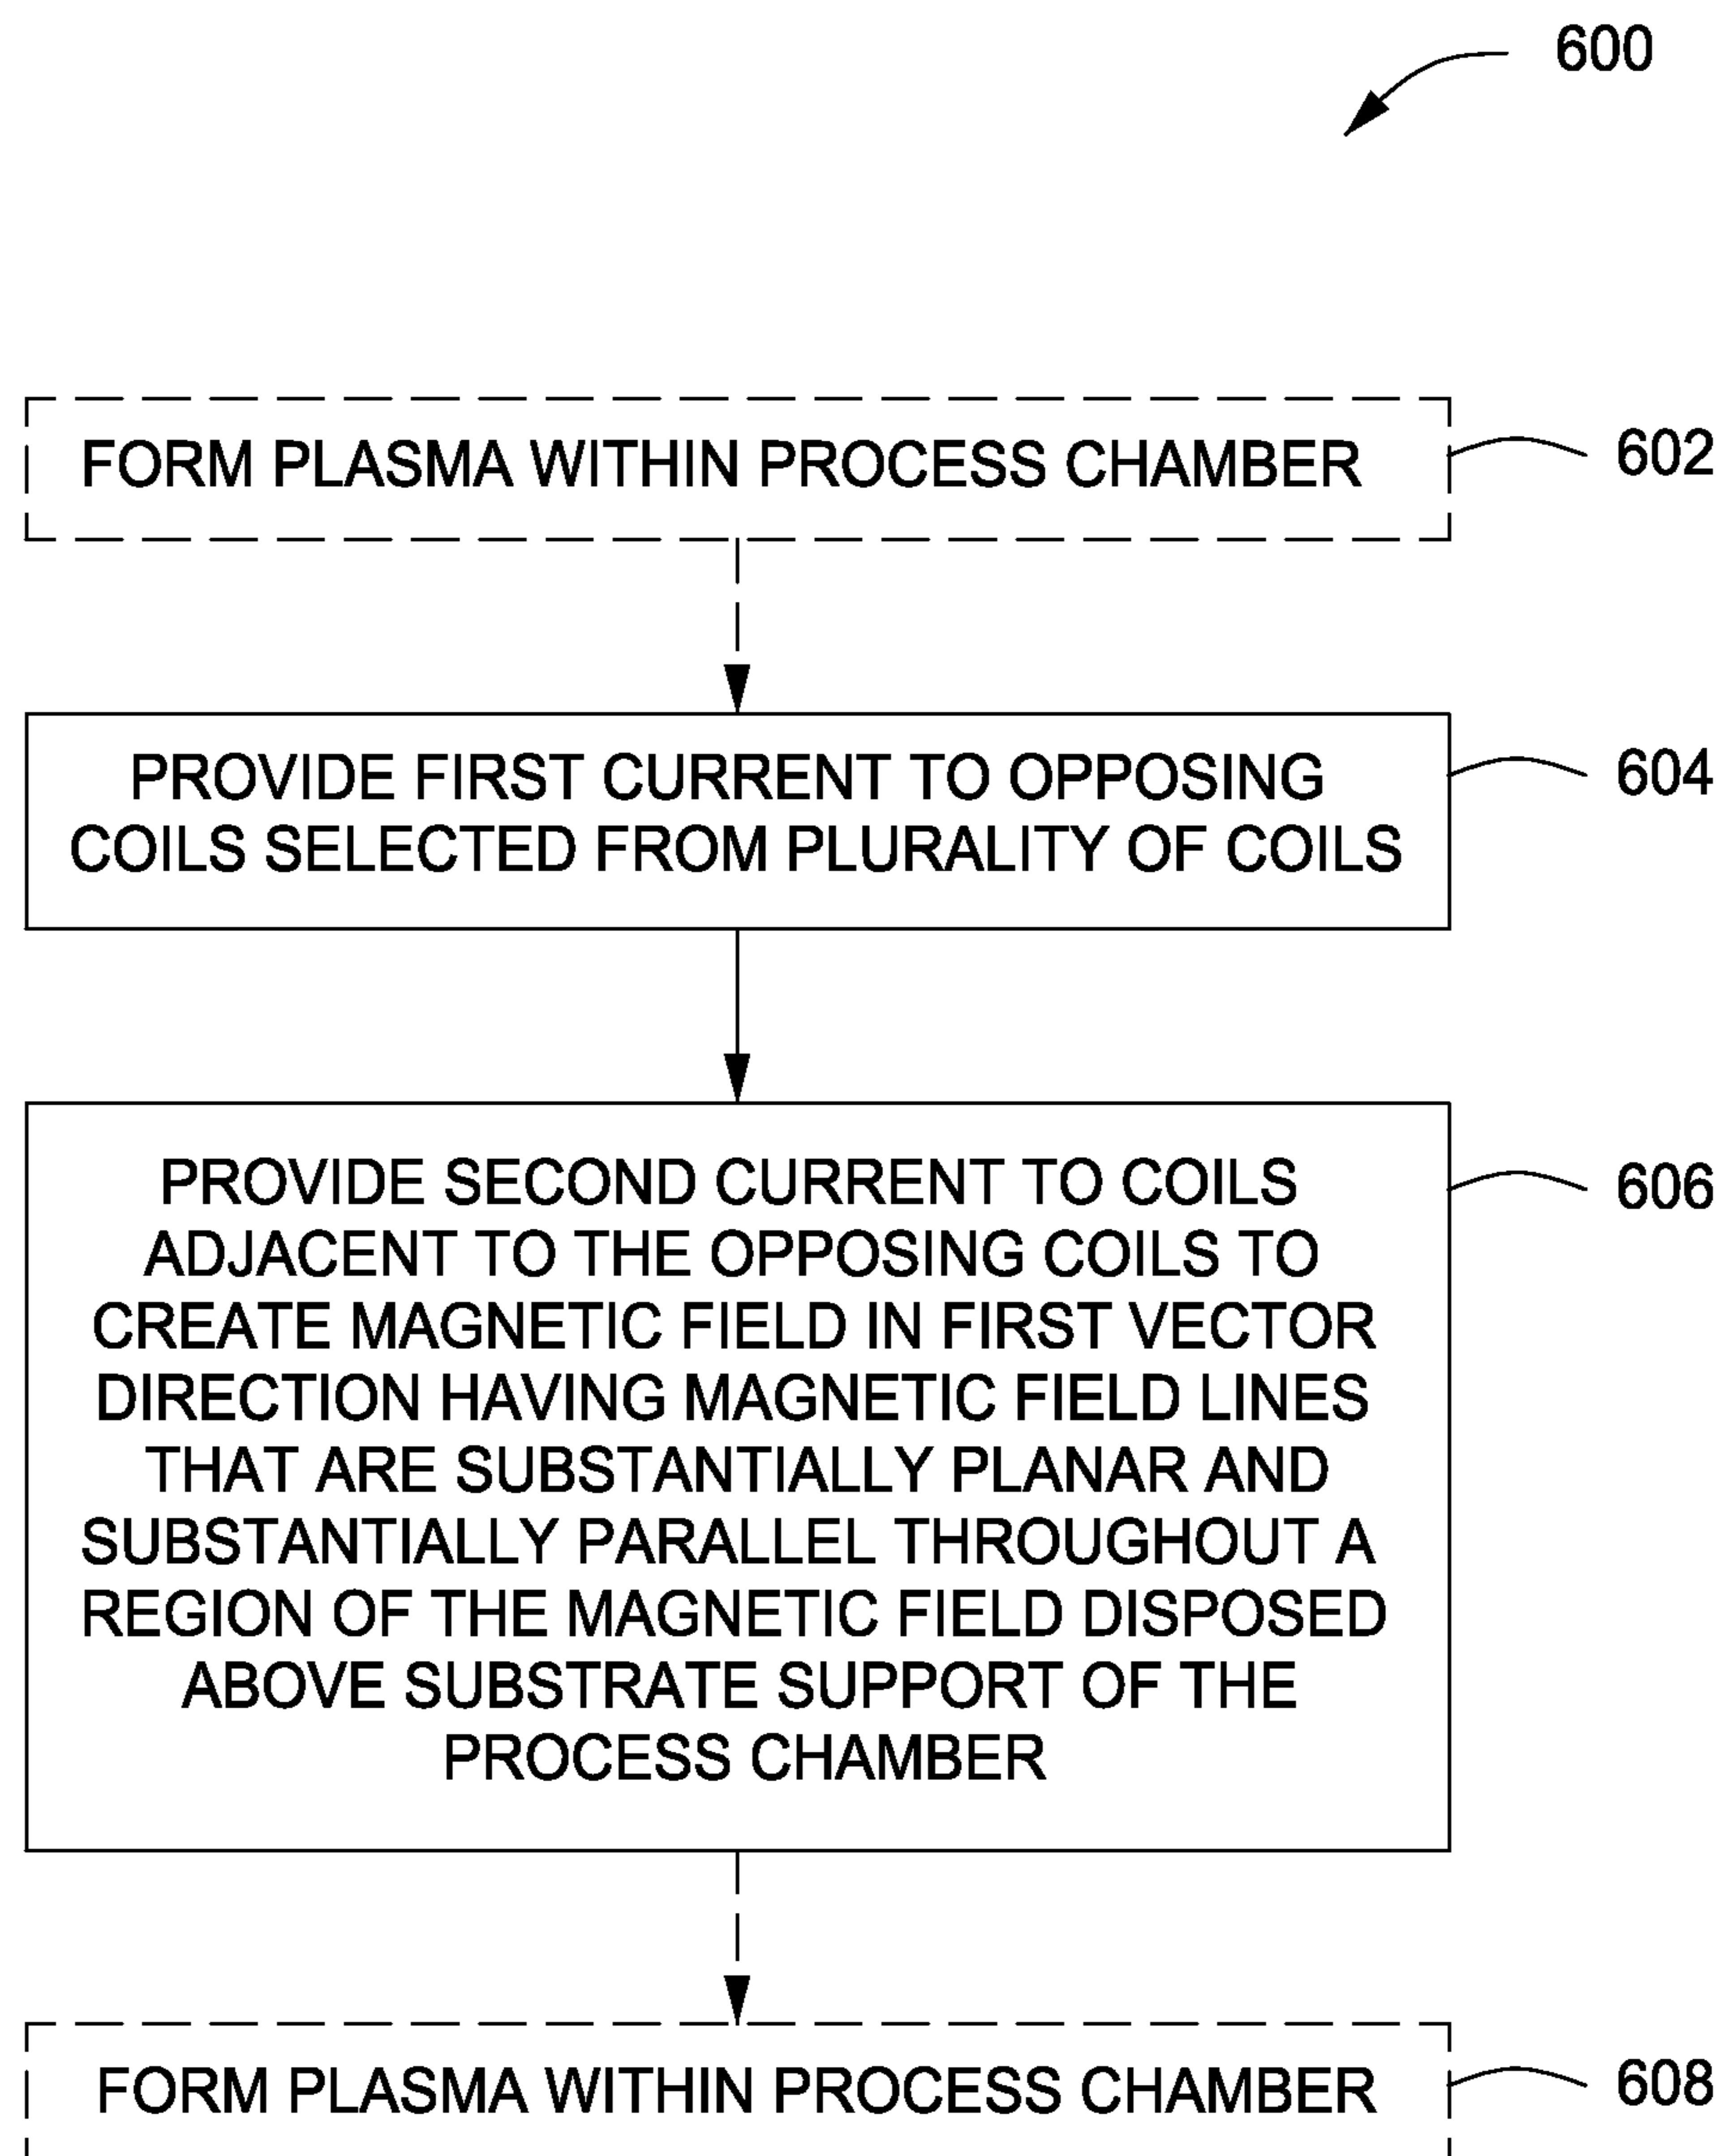 600
FORM PLASMA WITHIN PROCESS CHAMBER
602
PROVIDE FIRST CURRENT TO OPPOSING
COILS SELECTED FROM PLURALITY OF COILS
604
PROVIDE SECOND CURRENT TO COILS
ADJACENT TO THE OPPOSING COILS TO
CREATE MAGNETIC FIELD IN FIRST VECTOR
DIRECTION HAVING MAGNETIC FIELD LINES
THAT ARE SUBSTANTIALLY PLANAR AND
SUBSTANTIALLY PARALLEL THROUGHOUT A
REGION OF THE MAGNETIC FIELD DISPOSED
ABOVE SUBSTRATE SUPPORT OF THE
PROCESS CHAMBER
606
FORM PLASMA WITHIN PROCESS CHAMBER
608